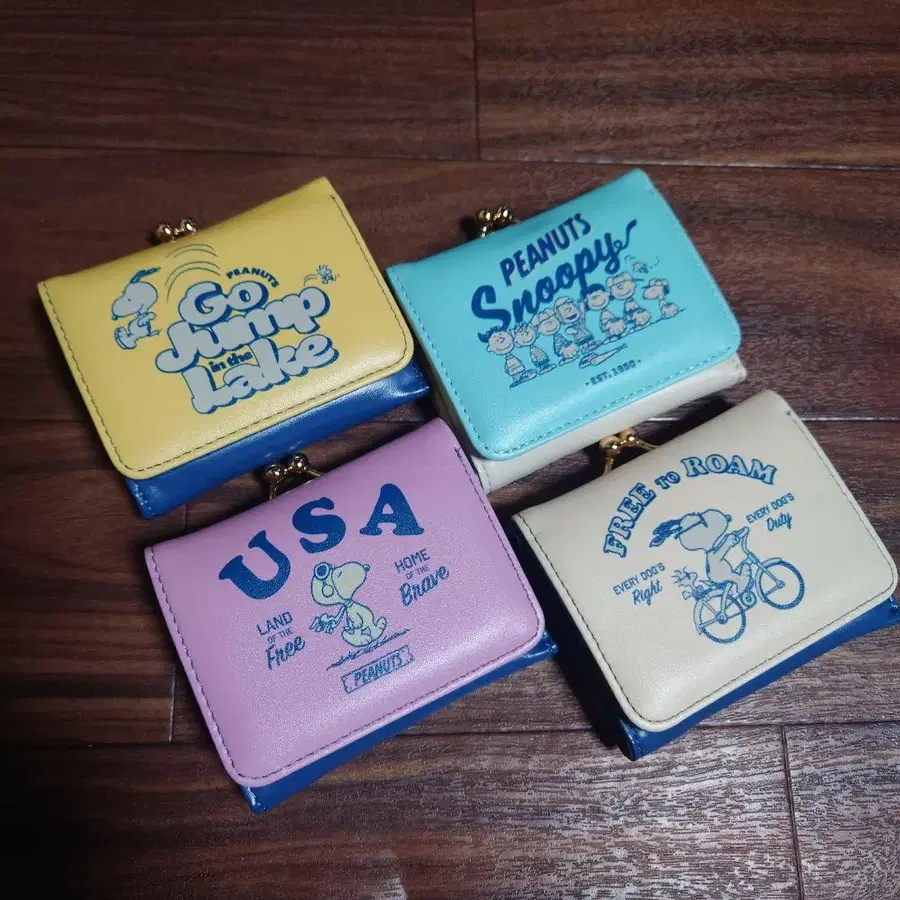 PEANUTS
Go
Jump
in the
Lake
PEANUTS
Snoopy
- EST. 1950 -
USA
LAND
OF THE
Free
HOME
OF THE
Brave
PEANUTS
FREE TO ROAM
EVERY DOG'S
Right
EVERY DOG'S
Duty